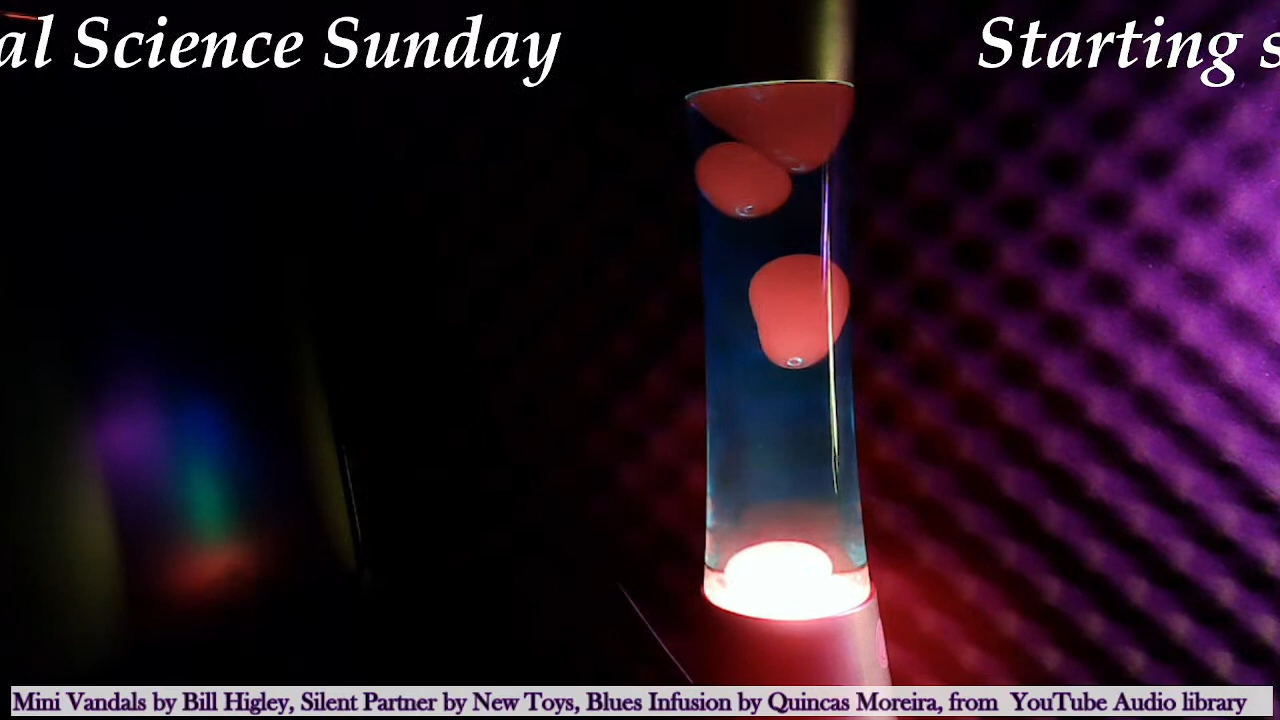 al Science Sunday Starting s
Mini Vandals by Bill Higley, Silent Partner by New Toys, Blues Infusion by Quincas Moreira, from YouTube Audio library